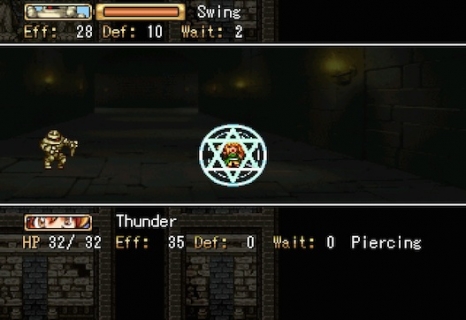 Swing
Eff: 28 Def: 10 Wait: 2
Thunder
HP 32/ 32 Eff: 35 Def: 0 Wait: 0 Piercing